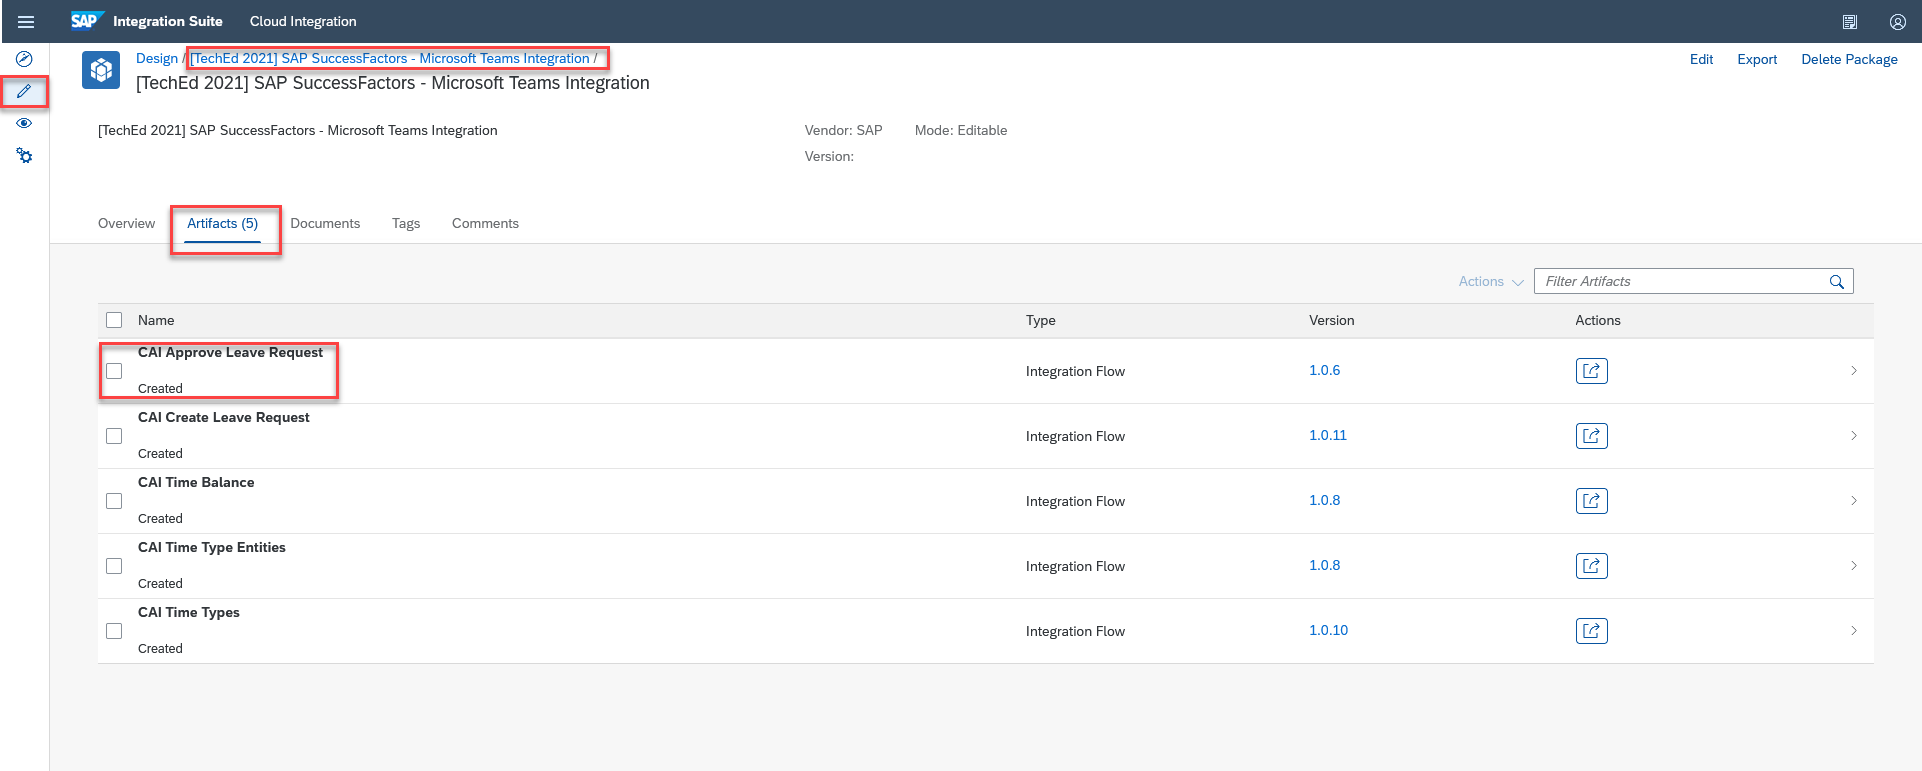 SAP Integration Suite Cloud Integration
Design / [TechEd 2021] SAP SuccessFactors - Microsoft Teams Integration /
Edit Export Delete Package
[TechEd 2021] SAP SuccessFactors - Microsoft Teams Integration
[TechEd 2021] SAP SuccessFactors - Microsoft Teams Integration
Vendor: SAP Mode: Editable
Version:
Overview Artifacts (5) Documents Tags Comments
Actions Filter Artifacts
Name Type Version Actions
CAI Approve Leave Request
Created
Integration Flow 1.0.6
CAI Create Leave Request
Created
Integration Flow 1.0.11
CAI Time Balance
Created
Integration Flow 1.0.8
CAI Time Type Entities
Created
Integration Flow 1.0.8
CAI Time Types
Created
Integration Flow 1.0.10